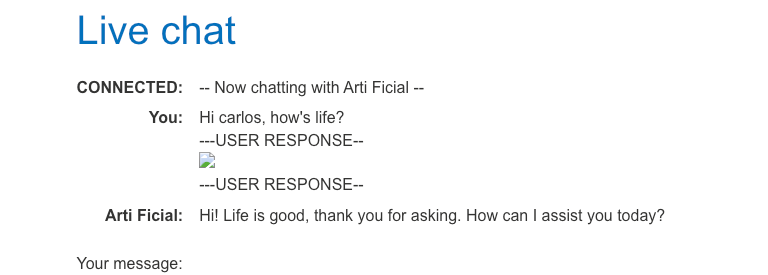 Live chat
CONNECTED: -- Now chatting with Arti Ficial --
You: Hi carlos, how's life?
---USER RESPONSE--
---USER RESPONSE--
Arti Ficial: Hi! Life is good, thank you for asking. How can I assist you today?
Your message: